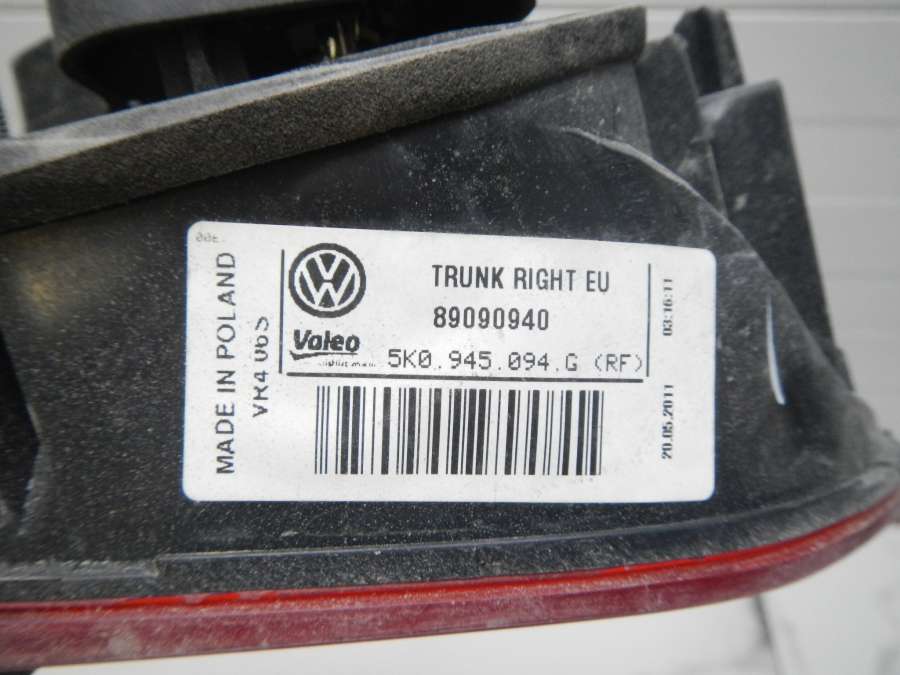 MADE IN POLAND
VR4 06S
VW
Valeo
TRUNK RIGHT EU
89090940
5K0.945.094.G (RF)
20.05.2011 03:16:11